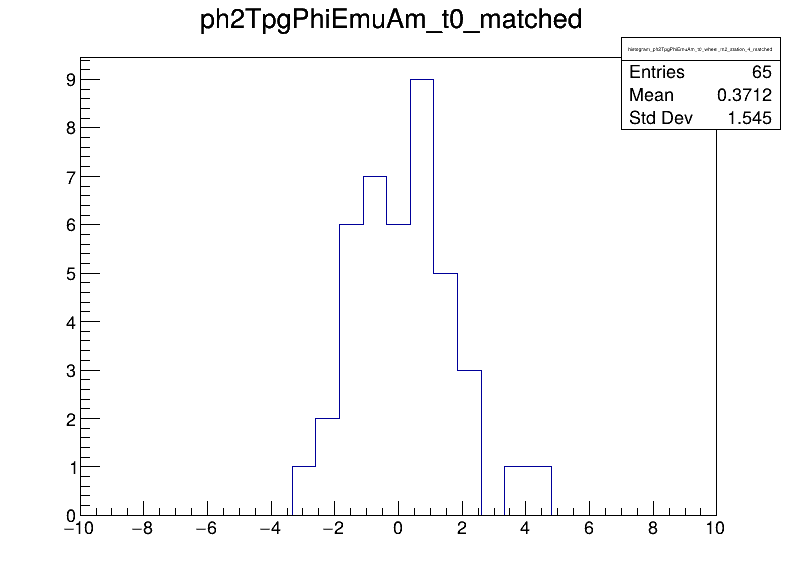 ph2TpgPhiEmuAm_t0_matched
histogram_ph2TpgPhiEmuAm_t0_wheel_m2_station_4_matched
Entries 65
Mean 0.3712
Std Dev 1.545
9
8
7
6
5
4
3
2
1
0
−10 −8 −6 −4 −2 0 2 4 6 8 10